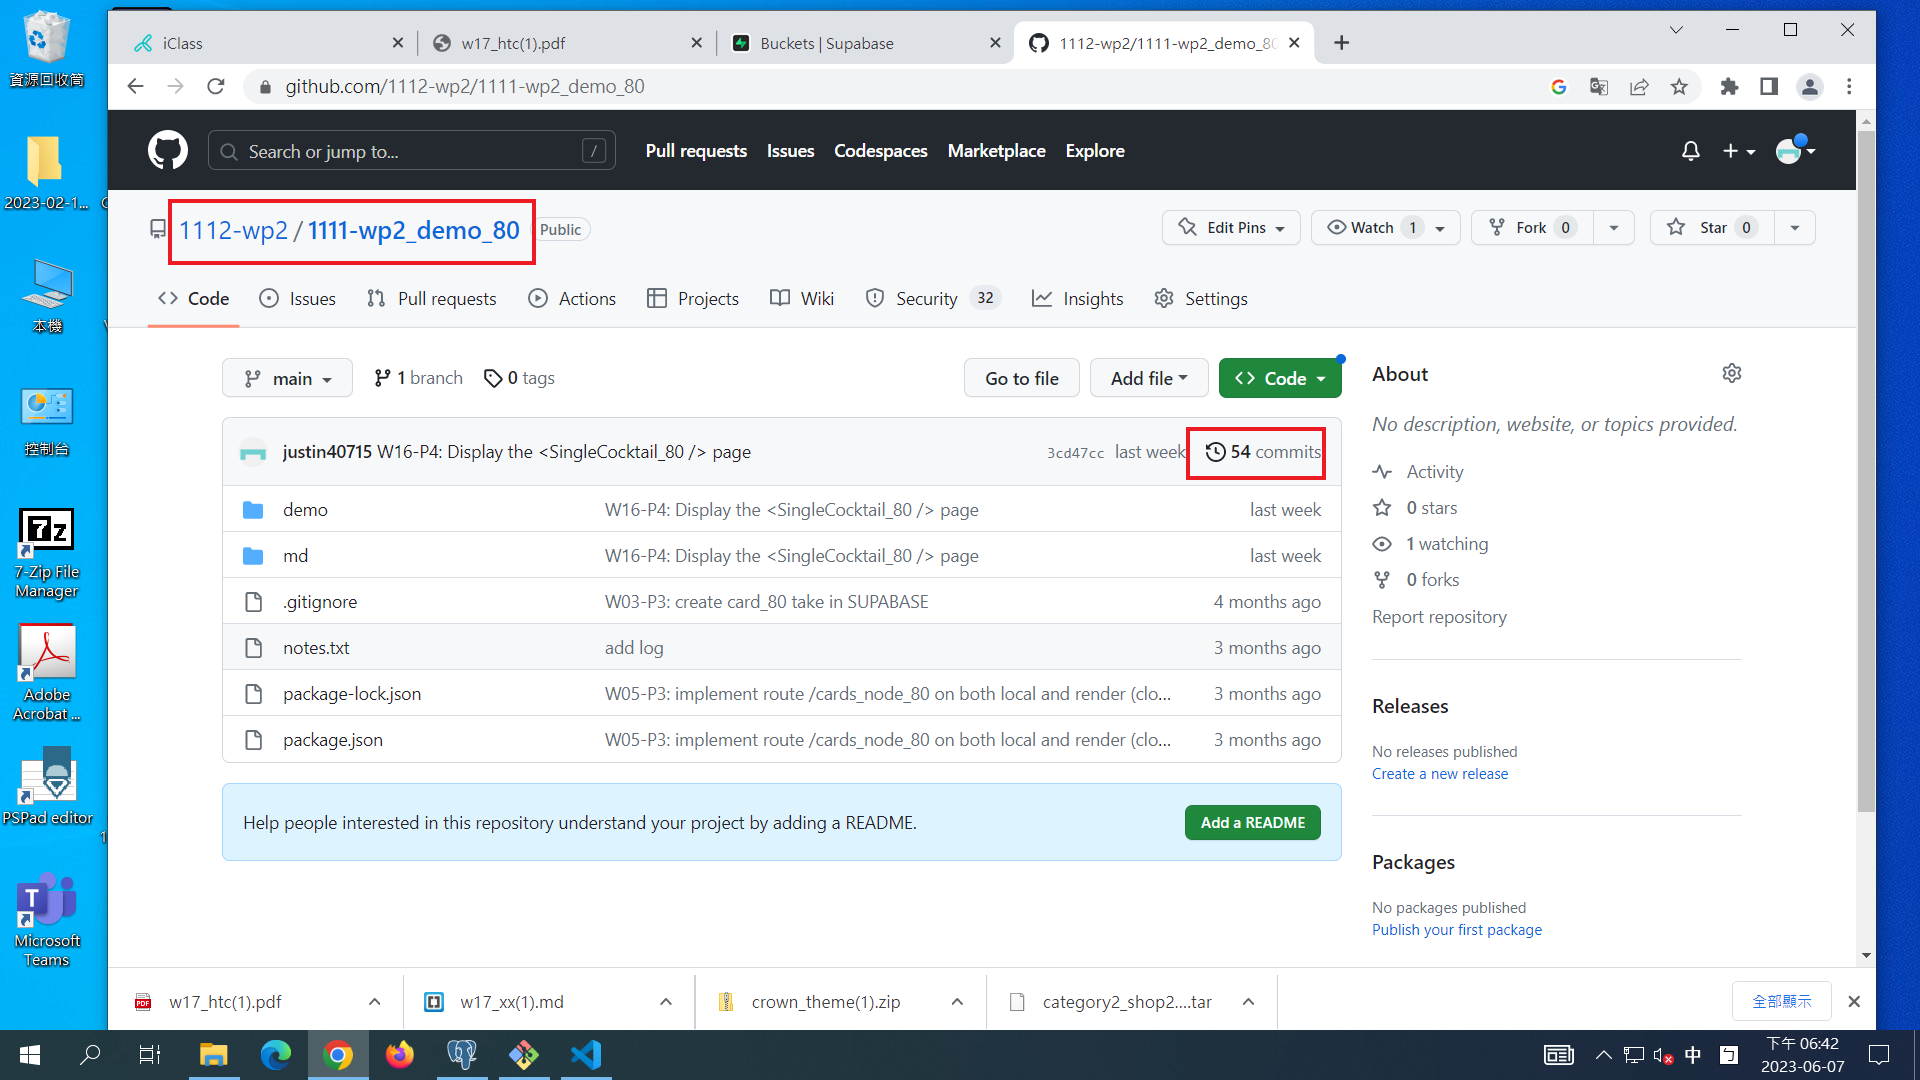 iClass
w17_htc(1).pdf
Buckets | Supabase
1112-wp2/1111-wp2_demo_80
github.com/1112-wp2/1111-wp2_demo_80
Search or jump to...
/
Pull requests
Issues
Codespaces
Marketplace
Explore
1112-wp2 / 1111-wp2_demo_80
Public
Edit Pins
Watch 1
Fork 0
Star 0
Code
Issues
Pull requests
Actions
Projects
Wiki
Security 32
Insights
Settings
main
1 branch
0 tags
Go to file
Add file
Code
justin40715 W16-P4: Display the <SingleCocktail_80 /> page
3cd47cc last week
54 commits
demo
W16-P4: Display the <SingleCocktail_80 /> page
last week
md
W16-P4: Display the <SingleCocktail_80 /> page
last week
.gitignore
W03-P3: create card_80 take in SUPABASE
4 months ago
notes.txt
add log
3 months ago
package-lock.json
W05-P3: implement route /cards_node_80 on both local and render (clo...
3 months ago
package.json
W05-P3: implement route /cards_node_80 on both local and render (clo...
3 months ago
Help people interested in this repository understand your project by adding a README.
Add a README
About
No description, website, or topics provided.
Activity
0 stars
1 watching
0 forks
Report repository
Releases
No releases published
Create a new release
Packages
No packages published
Publish your first package
w17_htc(1).pdf
w17_xx(1).md
crown_theme(1).zip
category2_shop2....tar
全部顯示
資源回收筒
2023-02-1...
本機
控制台
7z
7-Zip File
Manager
Adobe
Acrobat ...
PSPad editor
T
Microsoft
Teams
中
ㄅ
下午 06:42
2023-06-07